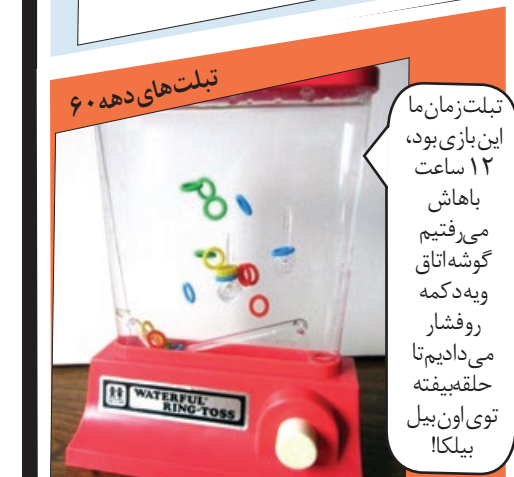 تبلت‌های دهه ۶۰
تبلت زمان ما
این بازی بود،
۱۲ ساعت
باهاش
می‌رفتیم
گوشه اتاق
و یه دکمه
رو فشار
می‌دادیم تا
حلقه بیفته
توی اون بیل
بیلکا!
WATERFUL
RING-TOSS